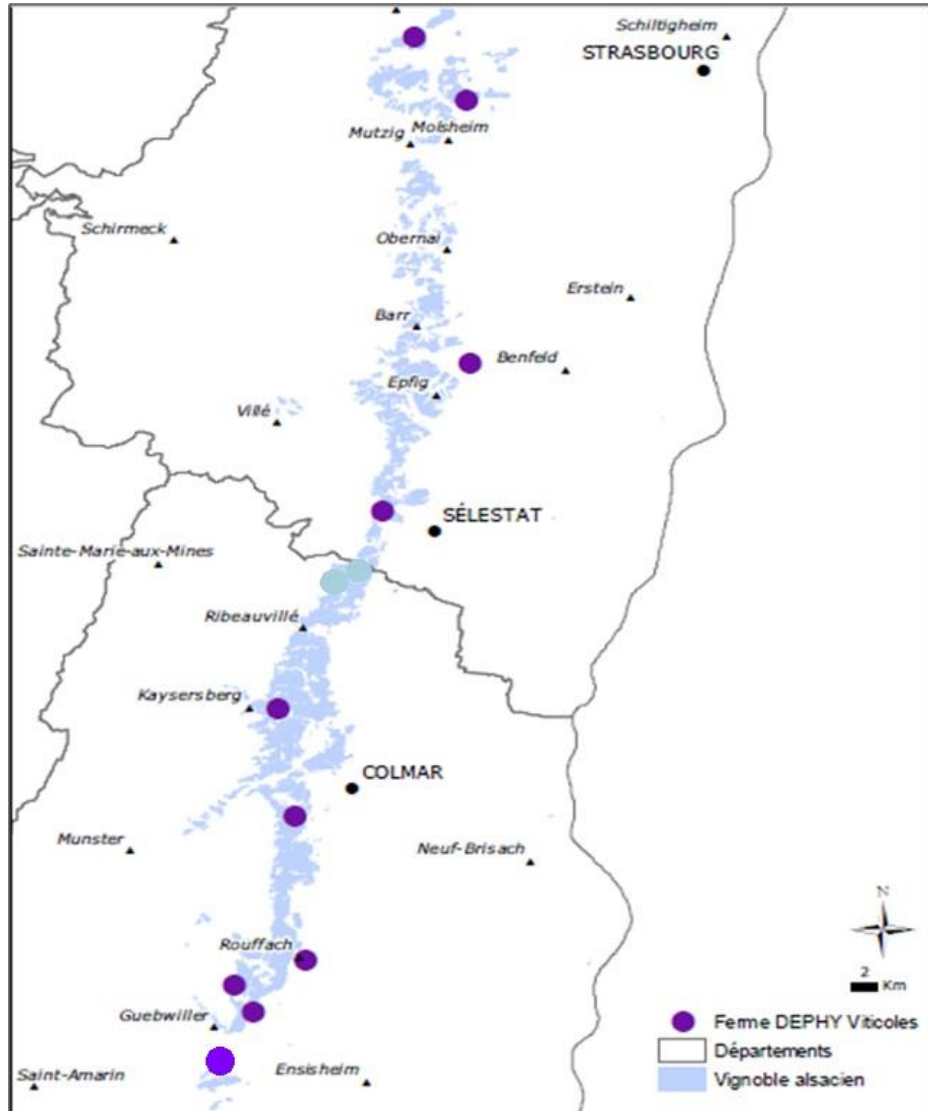 Schiltigheim
STRASBOURG
Mutzig
Molsheim
Schirmeck
Obernai
Erstein
Barr
Benfeld
Epfig
Villé
SÉLESTAT
Sainte-Marie-aux-Mines
Ribeauvillé
Kaysersberg
COLMAR
Munster
Neuf-Brisach
N
Rouffach
2
Km
Guebwiller
Ferme DEPHY Viticoles
Départements
Ensisheim
Saint-Amarin
Vignoble alsacien